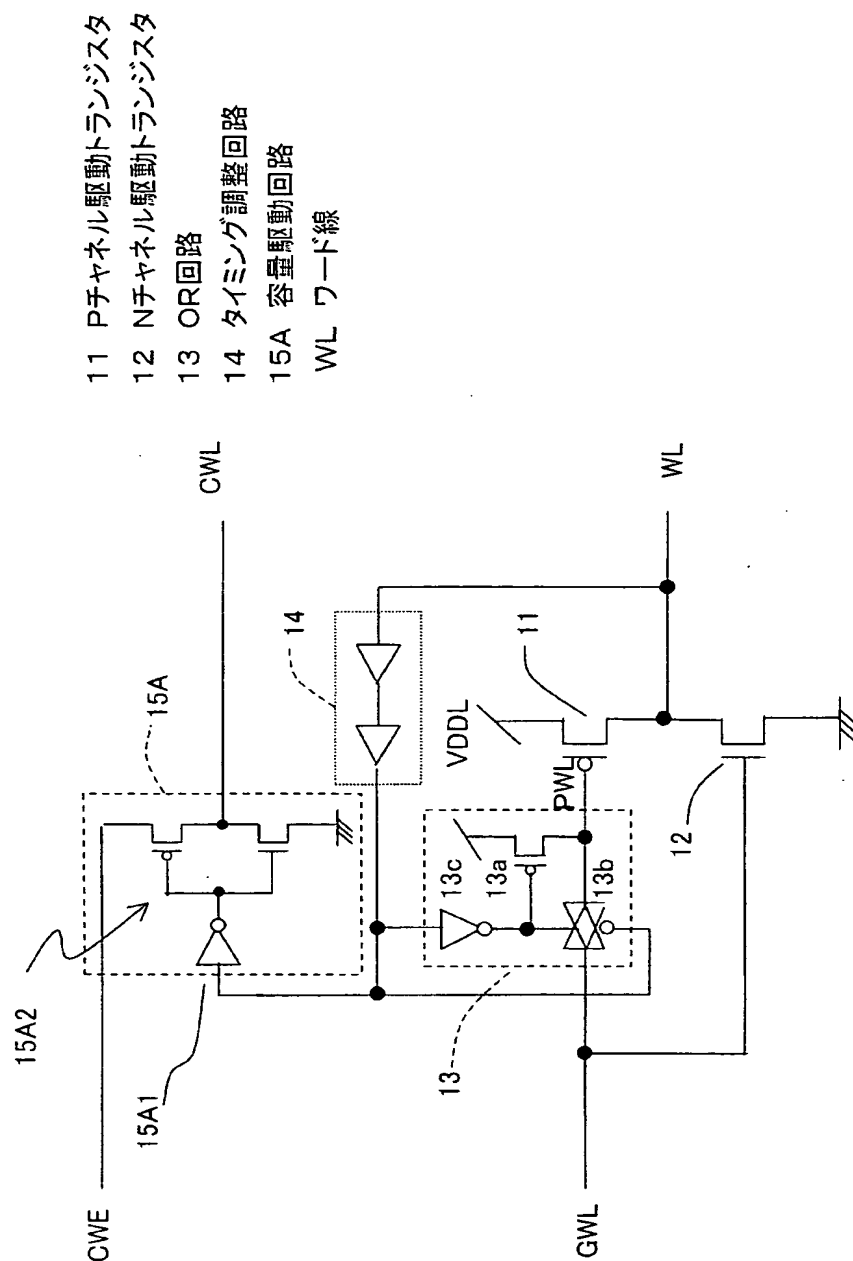 11 Pチャネル駆動トランジスタ
12 Nチャネル駆動トランジスタ
13 OR回路
14 タイミング調整回路
15A 容量駆動回路
WL ワード線
CWE
15A2
15A1
15A
CWL
14
VDDL
11
PWL
13c
13a
13b
13
12
GWL
WL